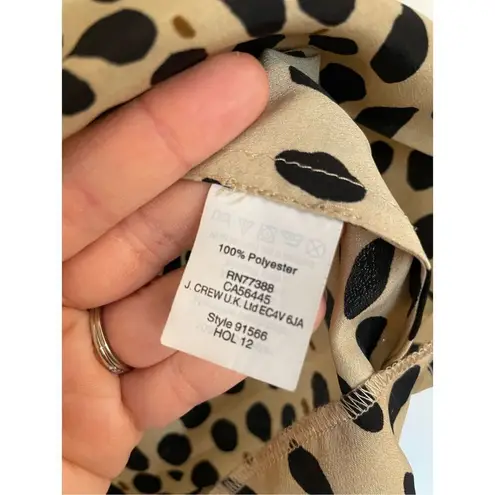 100% Polyester
RN77388
CA56445
J. CREW U.K. Ltd EC4V 6JA
Style 91566
HOL 12